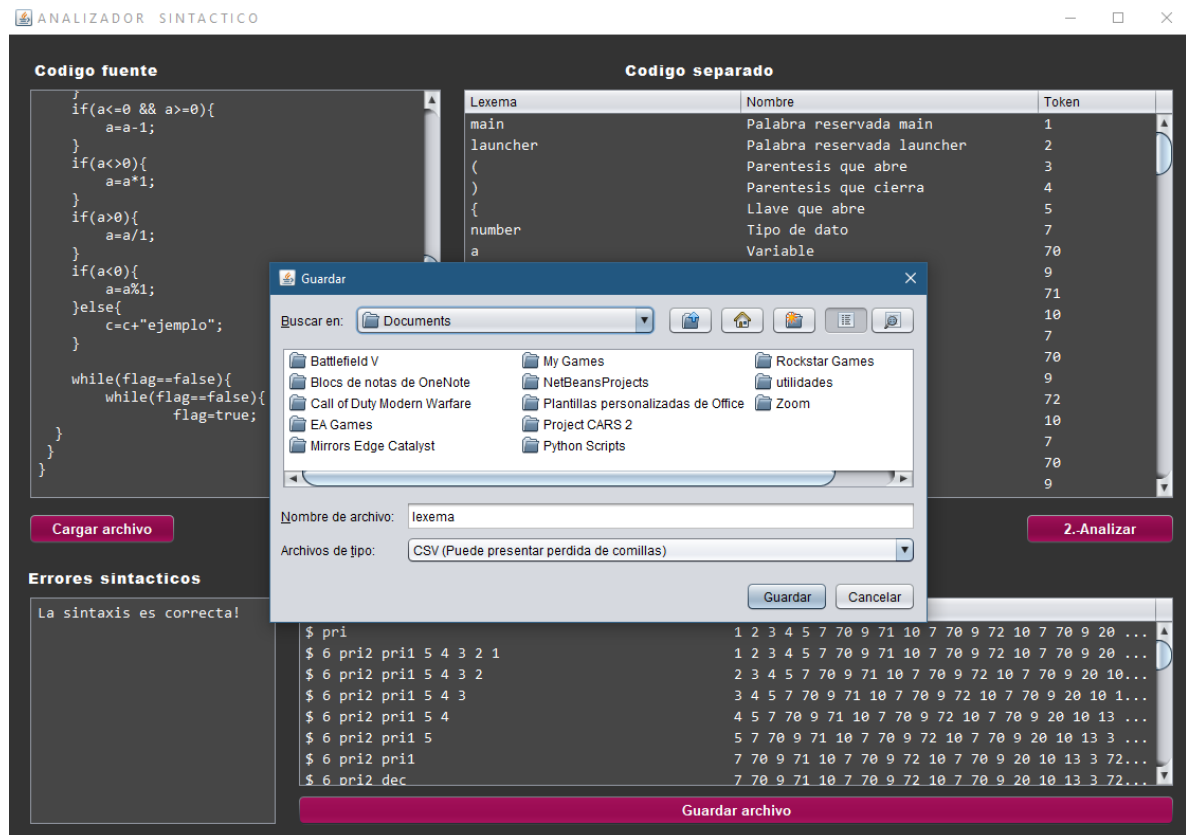 ANALIZADOR SINTACTICO
Codigo fuente
}
if(a<=0 && a>=0){
a=a-1;
}
if(a<>0){
a=a*1;
}
if(a>0){
a=a/1;
}
if(a<0){
a=a%1;
}else{
c=c+"ejemplo";
}
while(flag==false){
while(flag==false){
flag=true;
}
}
}
Codigo separado
Lexema Nombre Token
main Palabra reservada main 1
launcher Palabra reservada launcher 2
( Parentesis que abre 3
) Parentesis que cierra 4
{ Llave que abre 5
number Tipo de dato 7
a Variable 70
9
71
10
7
70
9
72
10
7
70
9
Guardar
Buscar en: Documents
Battlefield V
Blocs de notas de OneNote
Call of Duty Modern Warfare
EA Games
Mirrors Edge Catalyst
My Games
NetBeansProjects
Plantillas personalizadas de Office
Project CARS 2
Python Scripts
Rockstar Games
utilidades
Zoom
Nombre de archivo: lexema
Archivos de tipo: CSV (Puede presentar perdida de comillas)
Guardar Cancelar
Cargar archivo
2.-Analizar
Errores sintacticos
La sintaxis es correcta!
$ pri 1 2 3 4 5 7 70 9 71 10 7 70 9 72 10 7 70 9 20 ...
$ 6 pri2 pri1 5 4 3 2 1 1 2 3 4 5 7 70 9 71 10 7 70 9 72 10 7 70 9 20 ...
$ 6 pri2 pri1 5 4 3 2 2 3 4 5 7 70 9 71 10 7 70 9 72 10 7 70 9 20 10...
$ 6 pri2 pri1 5 4 3 3 4 5 7 70 9 71 10 7 70 9 72 10 7 70 9 20 10 1...
$ 6 pri2 pri1 5 4 4 5 7 70 9 71 10 7 70 9 72 10 7 70 9 20 10 13 ...
$ 6 pri2 pri1 5 5 7 70 9 71 10 7 70 9 72 10 7 70 9 20 10 13 3 ...
$ 6 pri2 pri1 7 70 9 71 10 7 70 9 72 10 7 70 9 20 10 13 3 72...
$ 6 pri2 dec 7 70 9 71 10 7 70 9 72 10 7 70 9 20 10 13 3 72...
Guardar archivo